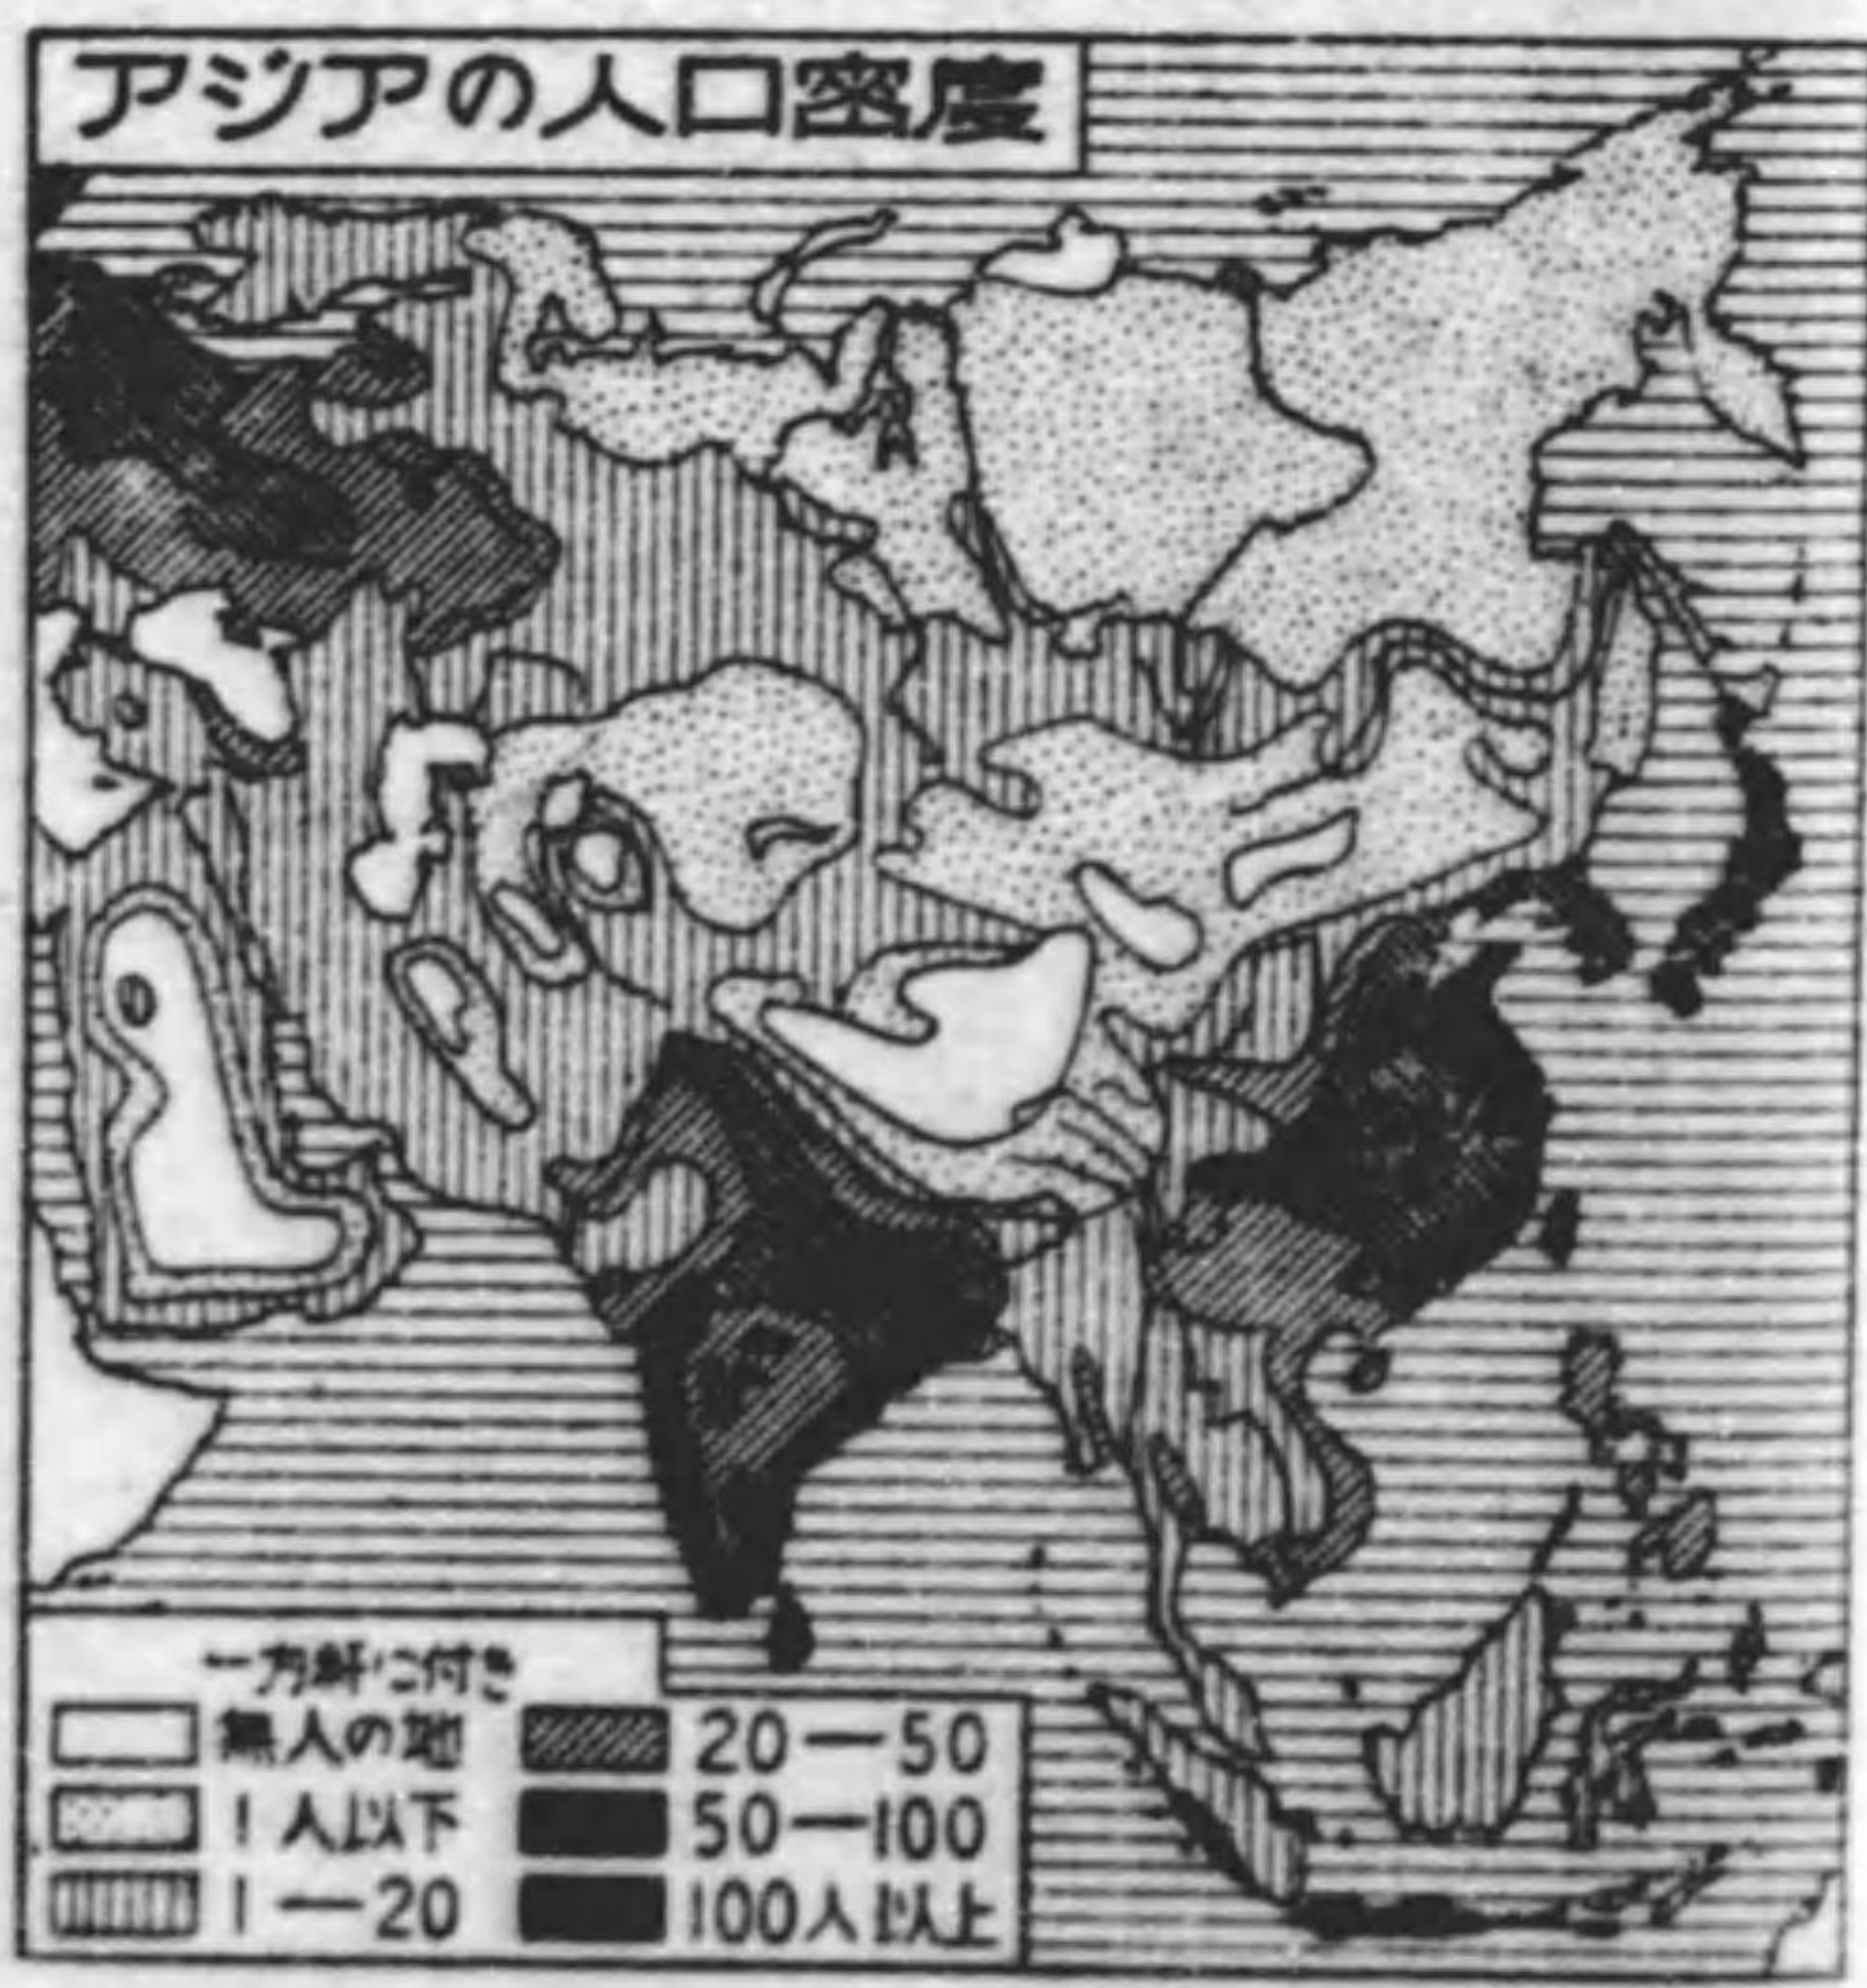 アジアの人口密度
一方粁に付き
無人の地
1人以下
1—20
20—50
50—100
100人以上